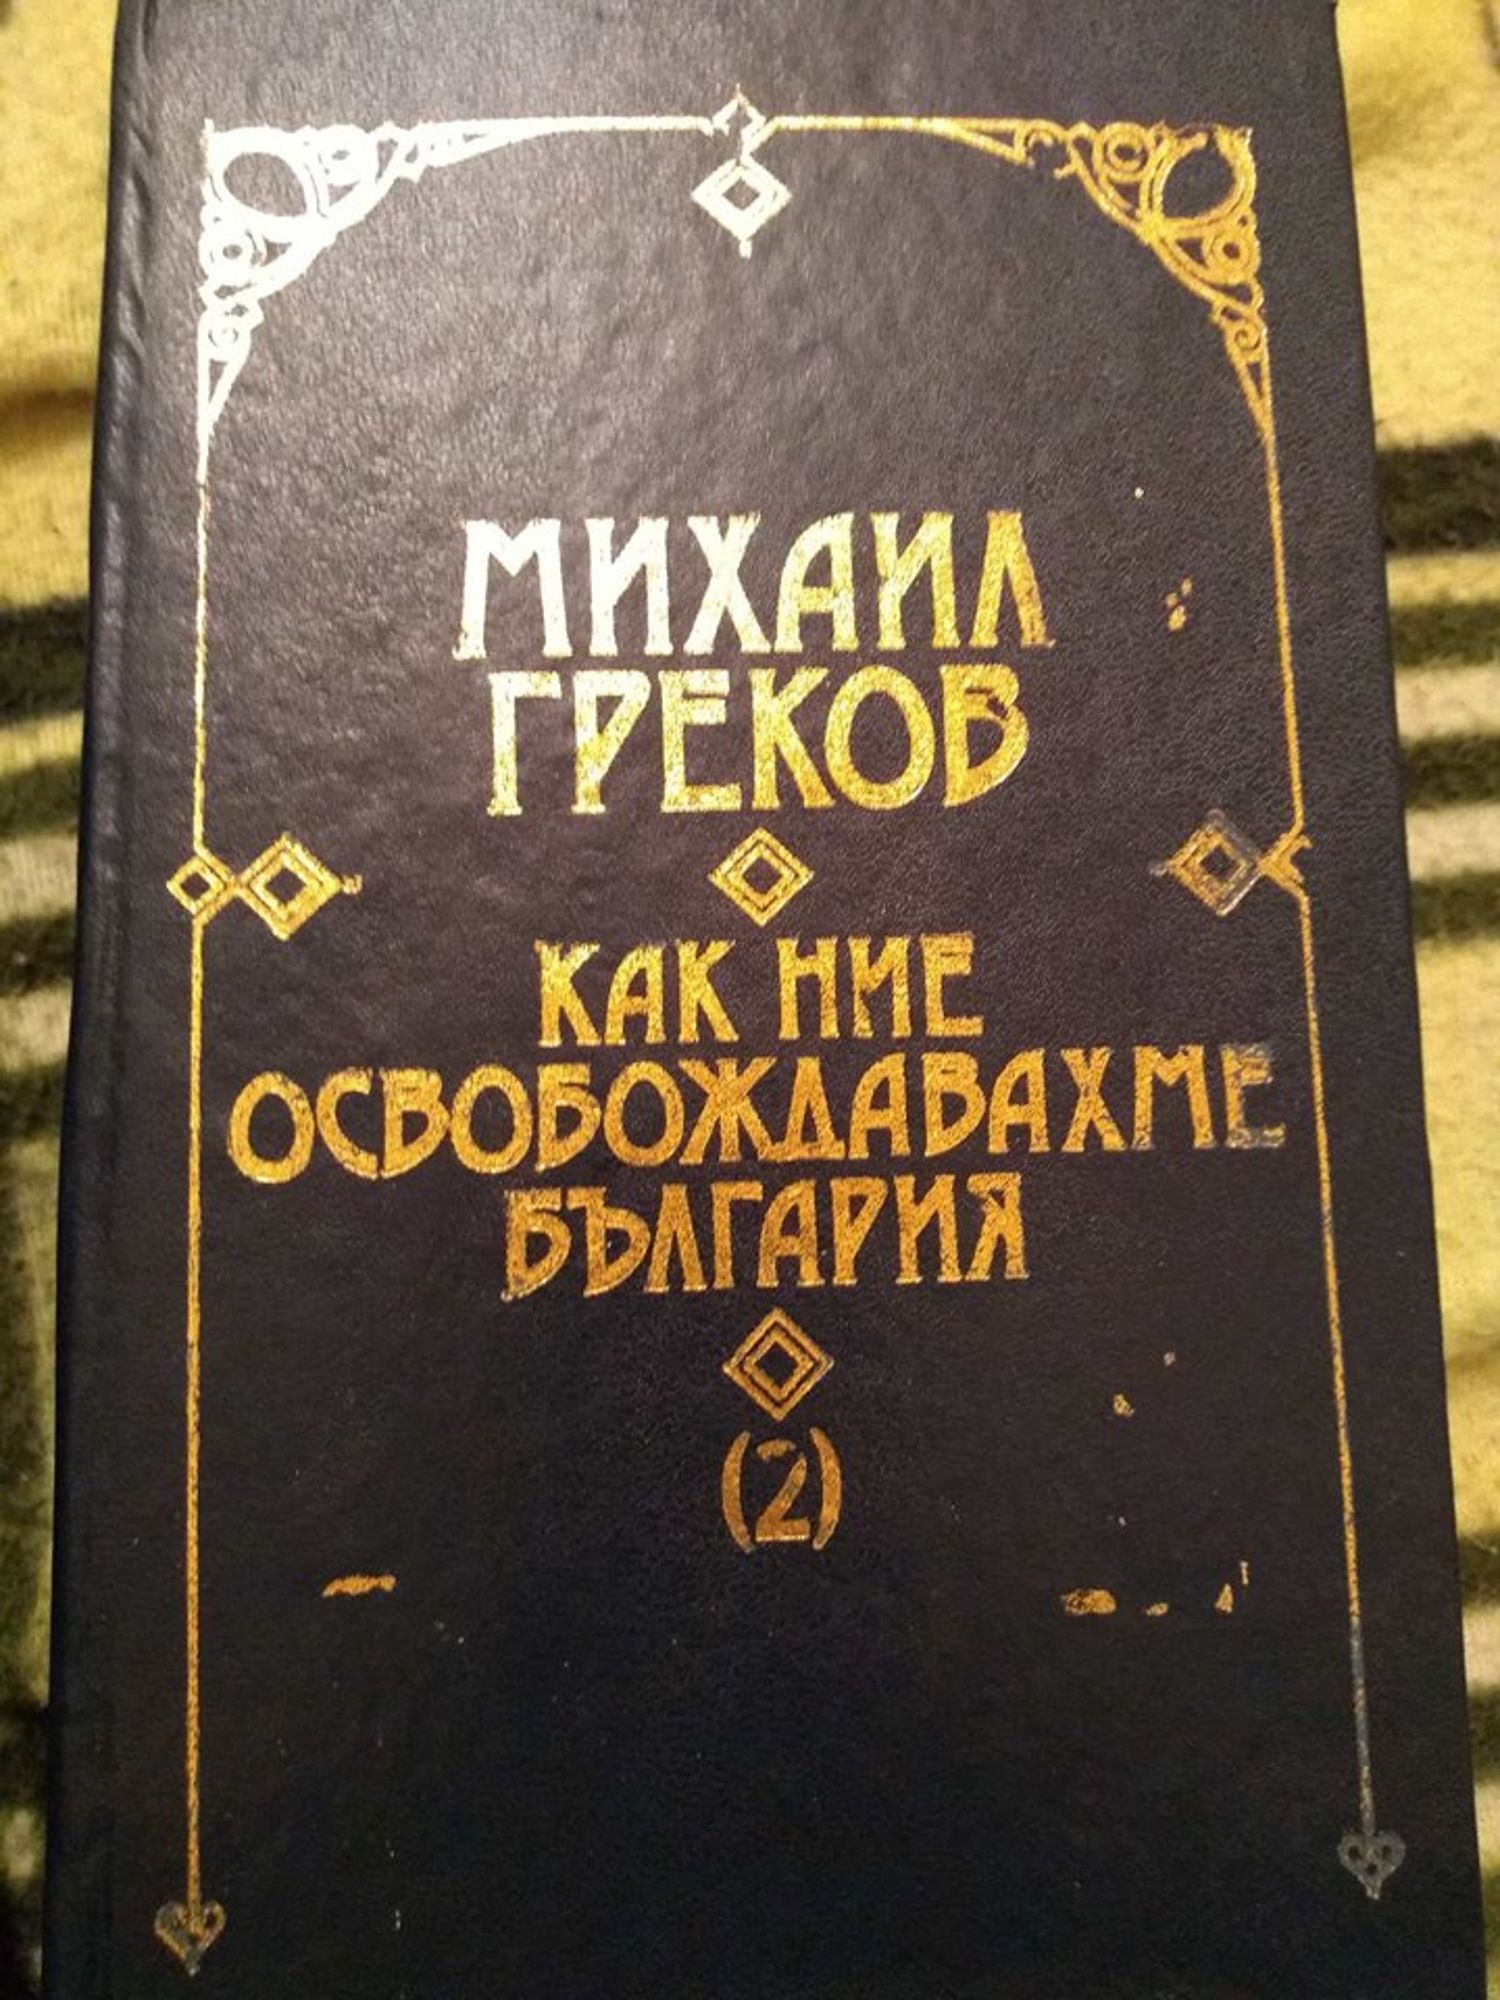 МИХАИЛ
ГРЕКОВ
КАК НИЕ
ОСВОБОЖДАВАХМЕ
БЪЛГАРИЯ
(2)